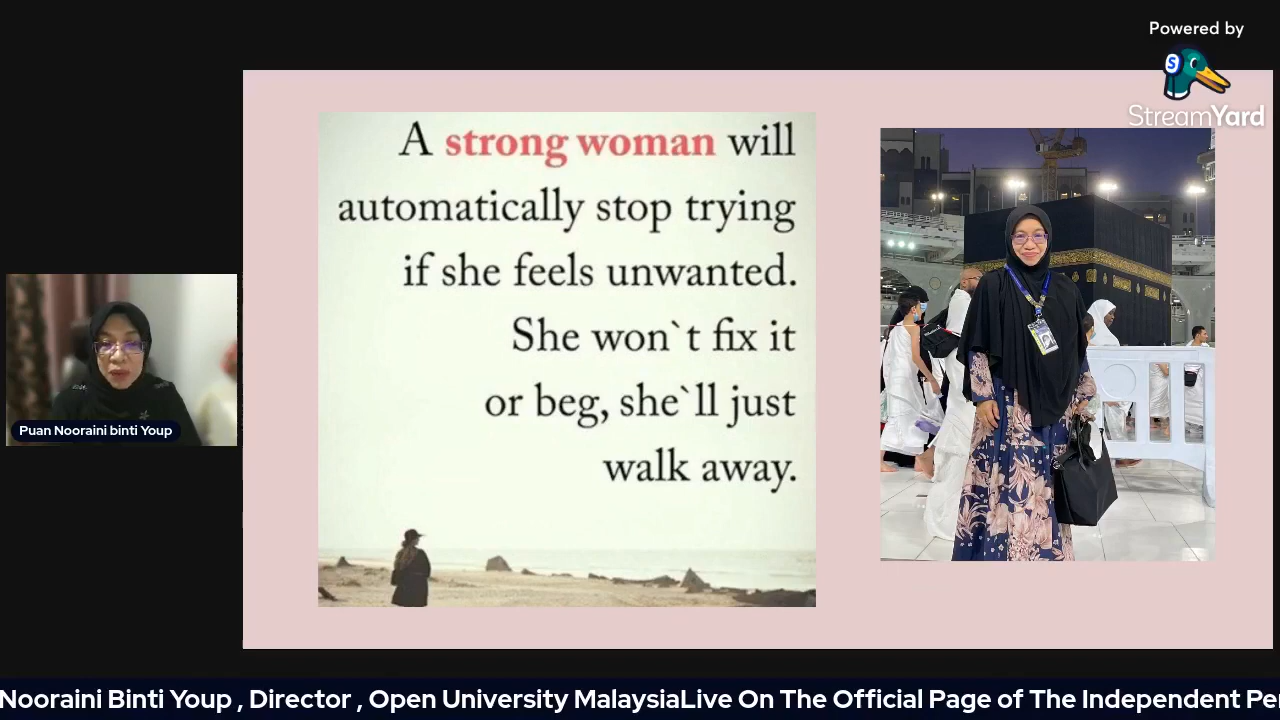 Powered by
S
StreamYard
A strong woman will
automatically stop trying
if she feels unwanted.
She won`t fix it
or beg, she`ll just
walk away.
Puan Nooraini binti Youp
Nooraini Binti Youp , Director , Open University MalaysiaLive On The Official Page of The Independent Pe